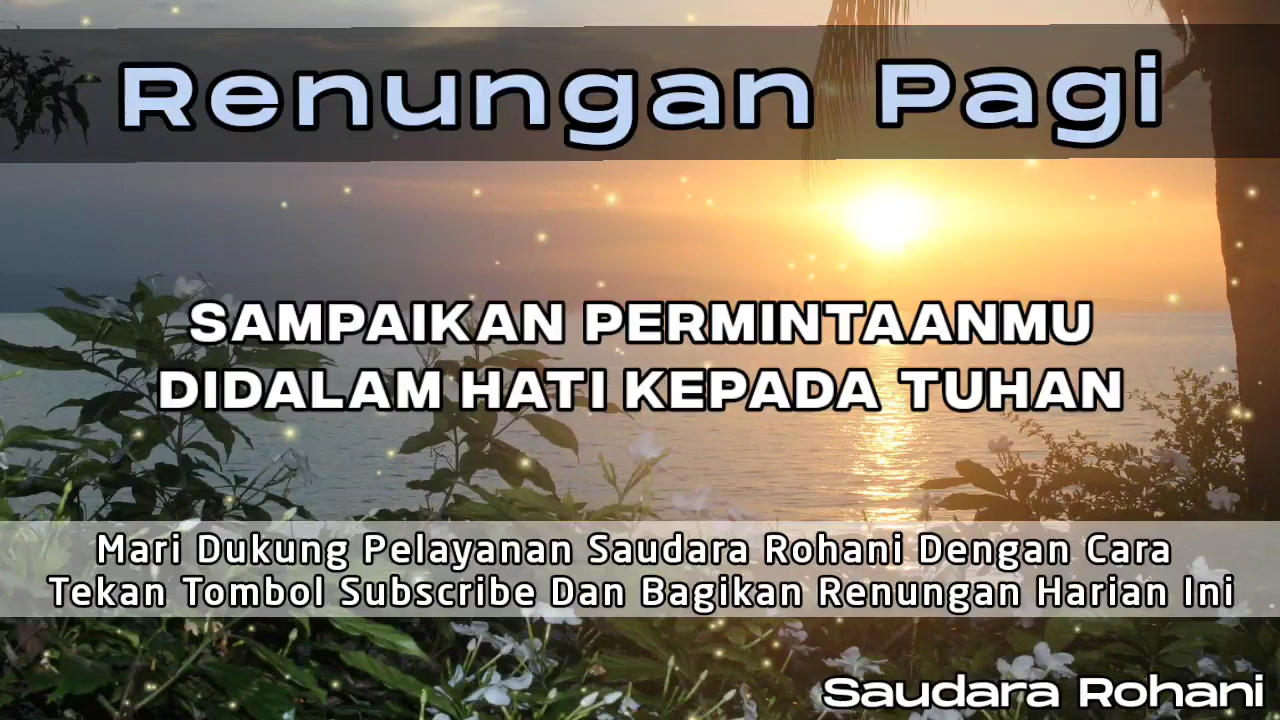 Renungan Pagi
SAMPAIKAN PERMINTAANMU
DIDALAM HATI KEPADA TUHAN
Mari Dukung Pelayanan Saudara Rohani Dengan Cara
Tekan Tombol Subscribe Dan Bagikan Renungan Harian Ini
Saudara Rohani